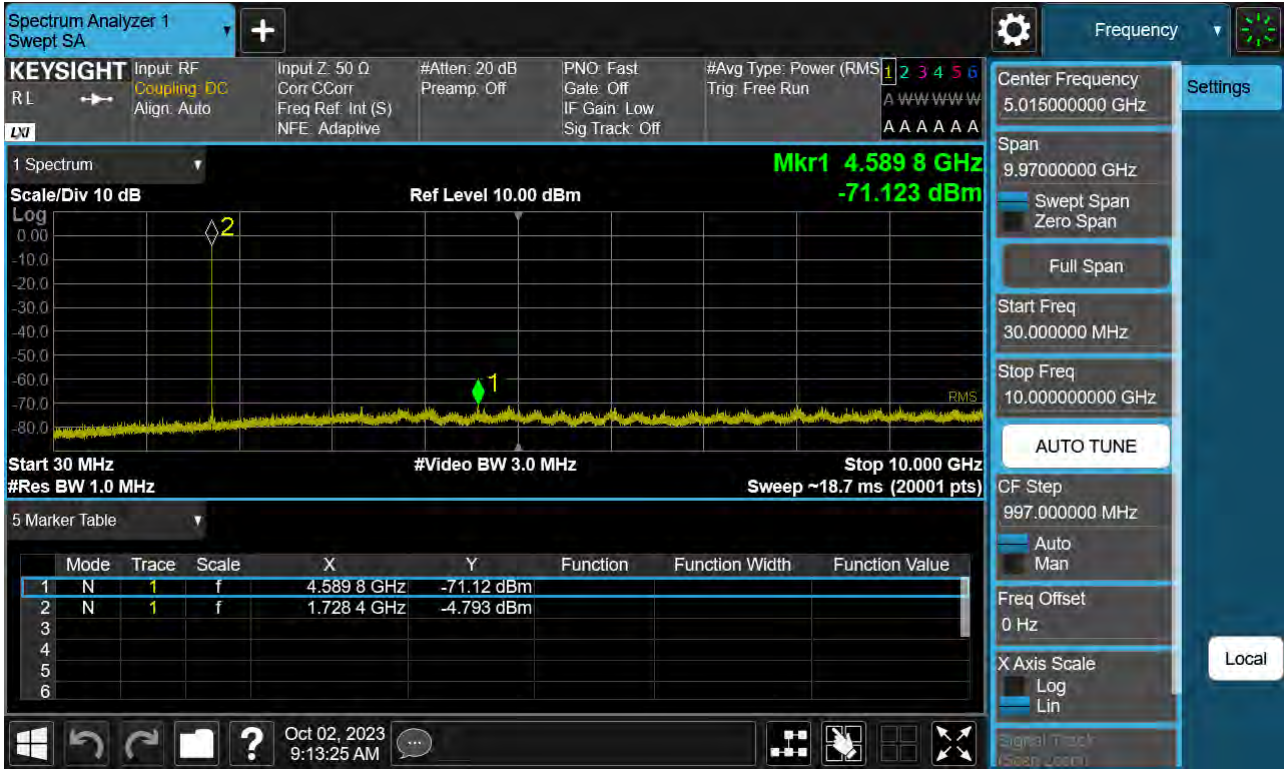 Spectrum Analyzer 1
Swept SA
+
Frequency
KEYSIGHT
RL
LXI
Input: RF
Coupling: DC
Align: Auto
Input Z: 50 Ω
Corr CCorr
Freq Ref: Int (S)
NFE: Adaptive
#Atten: 20 dB
Preamp: Off
PNO: Fast
Gate: Off
IF Gain: Low
Sig Track: Off
#Avg Type: Power (RMS
Trig: Free Run
1 2 3 4 5 6
A W W W W W
A A A A A A
1 Spectrum
Scale/Div 10 dB
Ref Level 10.00 dBm
Mkr1 4.589 8 GHz
-71.123 dBm
Log
0.00
-10.0
-20.0
-30.0
-40.0
-50.0
-60.0
-70.0
-80.0
2
1
RMS
Start 30 MHz
#Video BW 3.0 MHz
Stop 10.000 GHz
#Res BW 1.0 MHz
Sweep ~18.7 ms (20001 pts)
5 Marker Table
Mode Trace Scale X Y Function Function Width Function Value
1 N 1 f 4.589 8 GHz -71.12 dBm
2 N 1 f 1.728 4 GHz -4.793 dBm
3
4
5
6
?
Oct 02, 2023
9:13:25 AM
Center Frequency
5.015000000 GHz
Settings
Span
9.97000000 GHz
Swept Span
Zero Span
Full Span
Start Freq
30.000000 MHz
Stop Freq
10.000000000 GHz
AUTO TUNE
CF Step
997.000000 MHz
Auto
Man
Freq Offset
0 Hz
X Axis Scale
Log
Lin
Local
Signal Track
(Span Zoom)